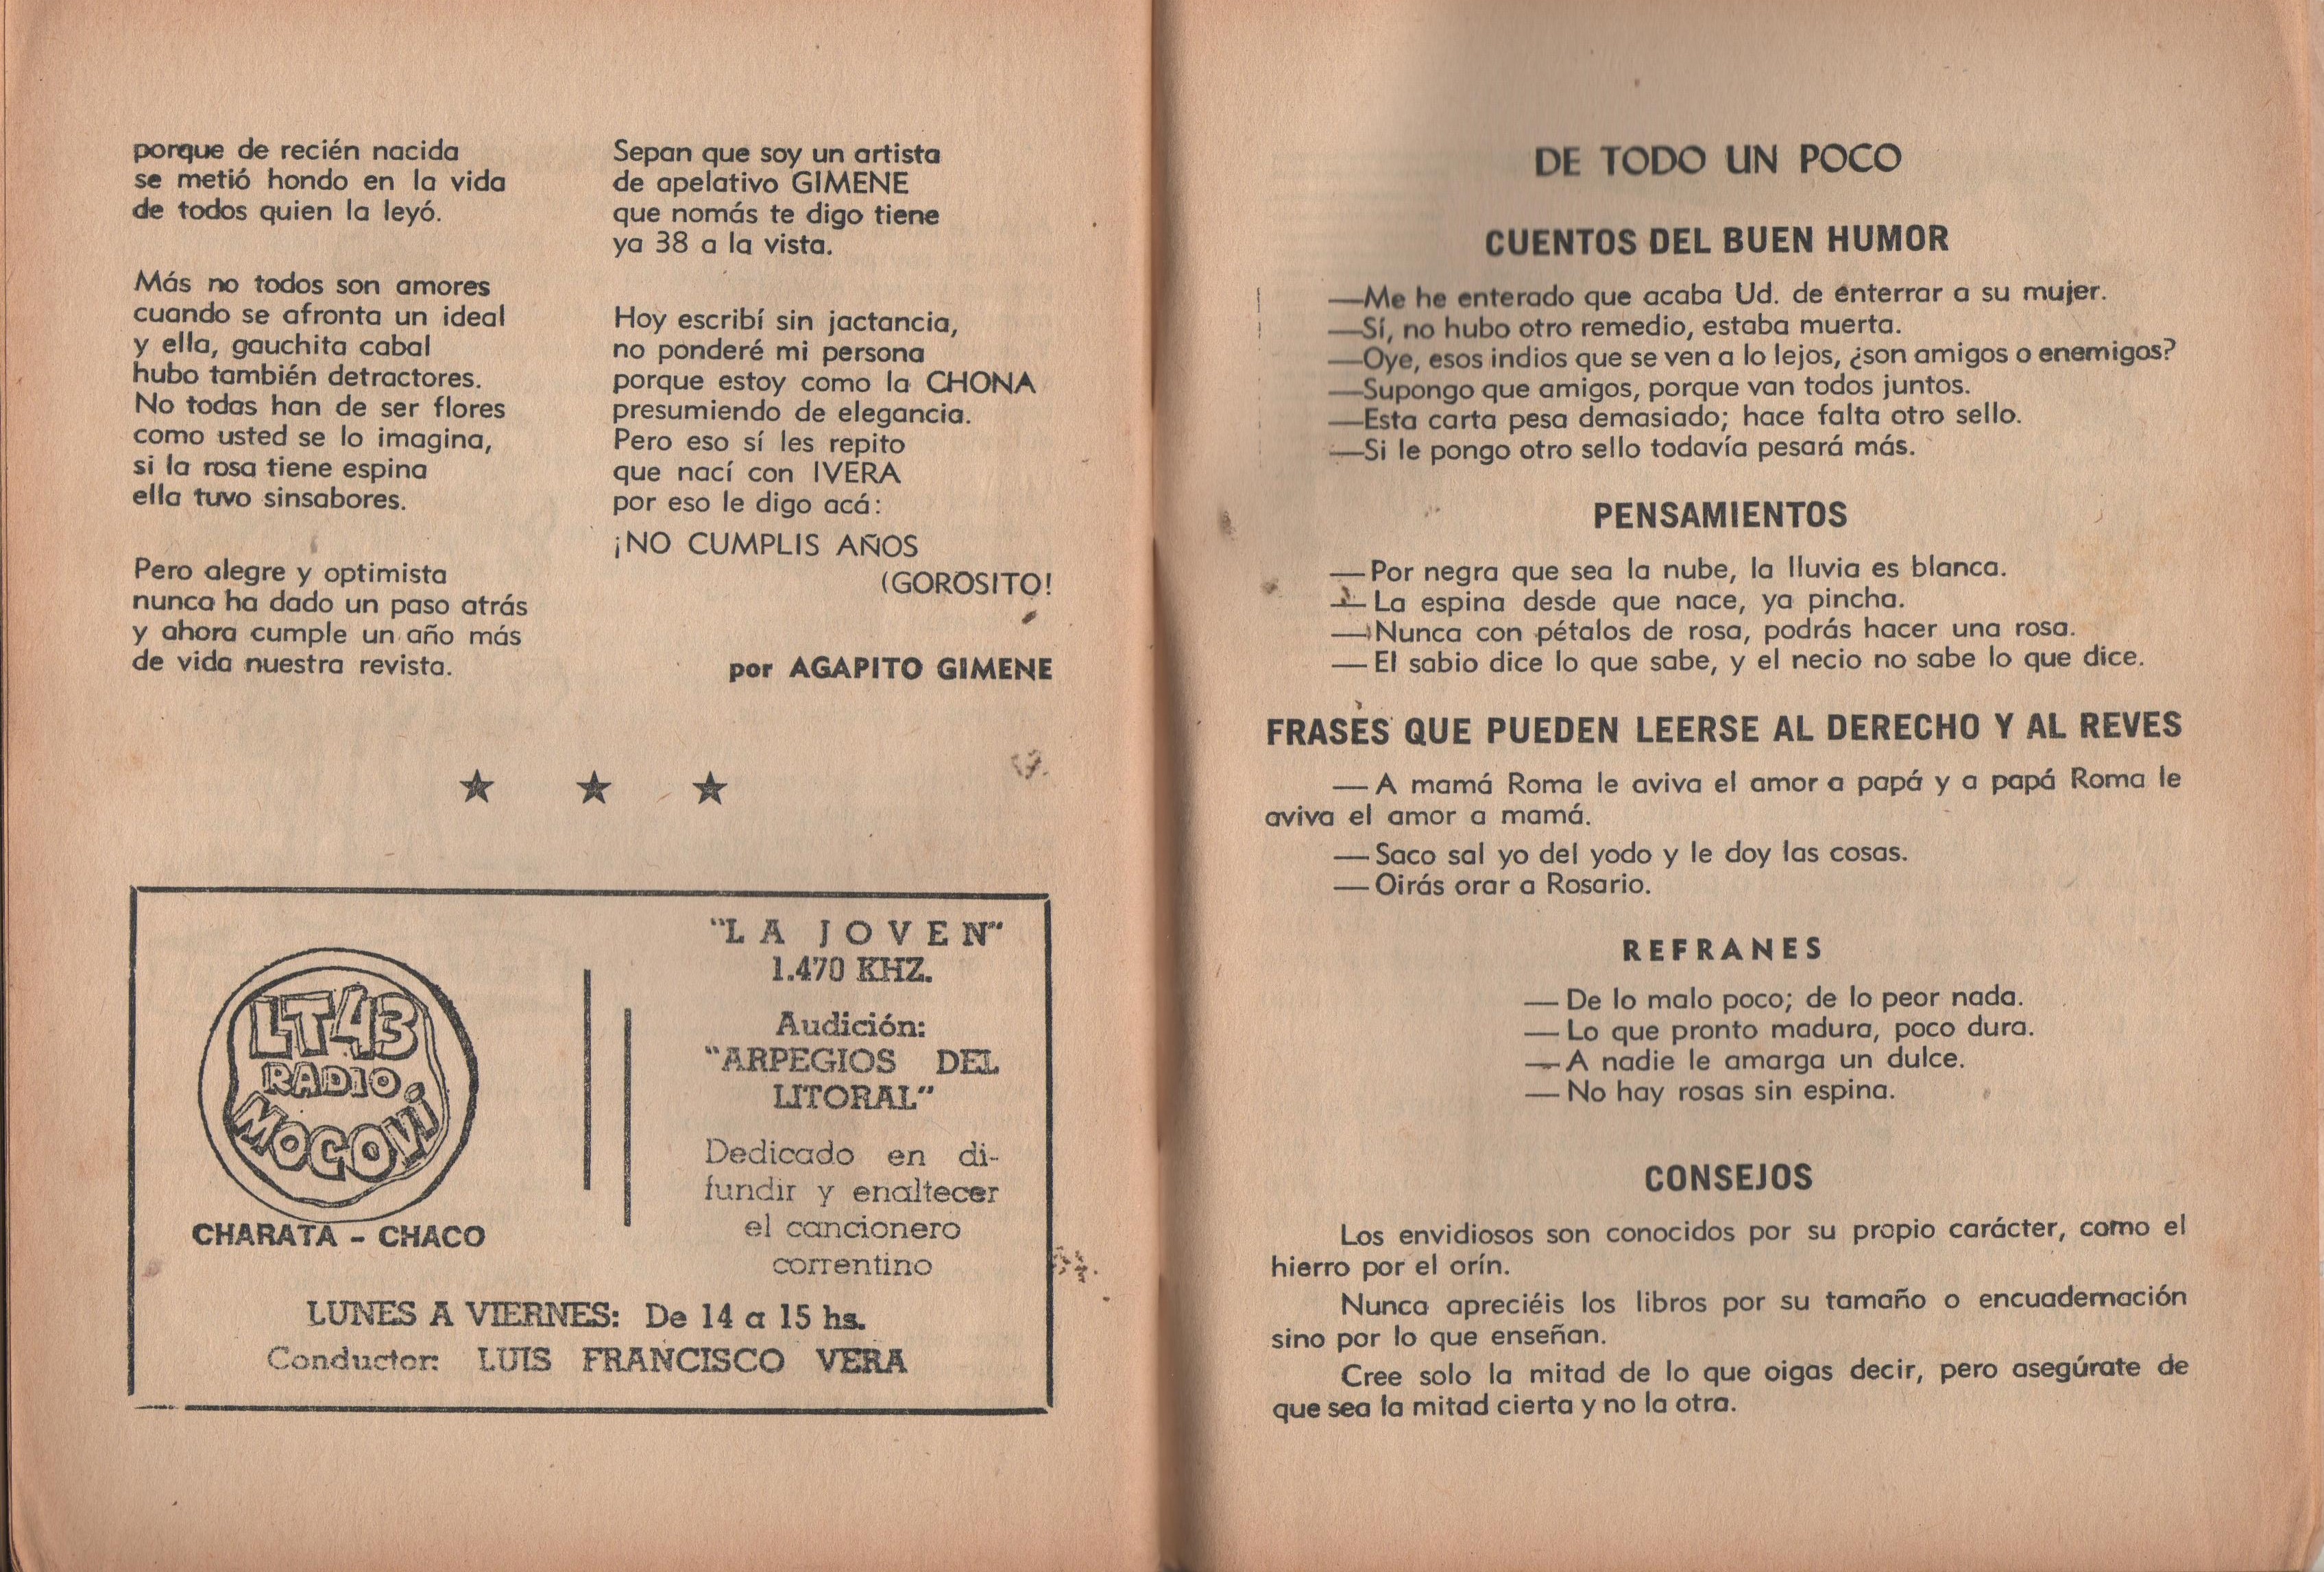 porque de recién nacida
se metió hondo en la vida
de todos quien la leyó.
Más no todos son amores
cuando se afronta un ideal
y ella, gauchita cabal
hubo también detractores.
No todas han de ser flores
como usted se lo imagina,
si la rosa tiene espina
ella tuvo sinsabores.
Pero alegre y optimista
nunca ha dado un paso atrás
y ahora cumple un año más
de vida nuestra revista.
Sepan que soy un artista
de apelativo GIMENE
que nomás te digo tiene
ya 38 a la vista.
Hoy escribí sin jactancia,
no ponderé mi persona
porque estoy como la CHONA
presumiendo de elegancia.
Pero eso sí les repito
que nací con IVERA
por eso le digo acá:
¡NO CUMPLIS AÑOS
(GOROSITO!
por AGAPITO GIMENE
LT43
RADIO
MOCOVÍ
CHARATA - CHACO
"LA JOVEN"
1.470 KHZ.
Audición:
"ARPEGIOS DEL
LITORAL"
Dedicado en di-
fundir y enaltecer
el cancionero
correntino
LUNES A VIERNES: De 14 a 15 hs.
Conductor: LUIS FRANCISCO VERA
DE TODO UN POCO
CUENTOS DEL BUEN HUMOR
—Me he enterado que acaba Ud. de enterrar a su mujer.
—Sí, no hubo otro remedio, estaba muerta.
—Oye, esos indios que se ven a lo lejos, ¿son amigos o enemigos?
—Supongo que amigos, porque van todos juntos.
—Esta carta pesa demasiado; hace falta otro sello.
—Si le pongo otro sello todavía pesará más.
PENSAMIENTOS
—Por negra que sea la nube, la lluvia es blanca.
—La espina desde que nace, ya pincha.
—Nunca con pétalos de rosa, podrás hacer una rosa.
—El sabio dice lo que sabe, y el necio no sabe lo que dice.
FRASES QUE PUEDEN LEERSE AL DERECHO Y AL REVES
—A mamá Roma le aviva el amor a papá y a papá Roma le
aviva el amor a mamá.
—Saco sal yo del yodo y le doy las cosas.
—Oirás orar a Rosario.
REFRANES
—De lo malo poco; de lo peor nada.
—Lo que pronto madura, poco dura.
—A nadie le amarga un dulce.
—No hay rosas sin espina.
CONSEJOS
Los envidiosos son conocidos por su propio carácter, como el
hierro por el orín.
Nunca apreciéis los libros por su tamaño o encuadernación
sino por lo que enseñan.
Cree solo la mitad de lo que oigas decir, pero asegúrate de
que sea la mitad cierta y no la otra.